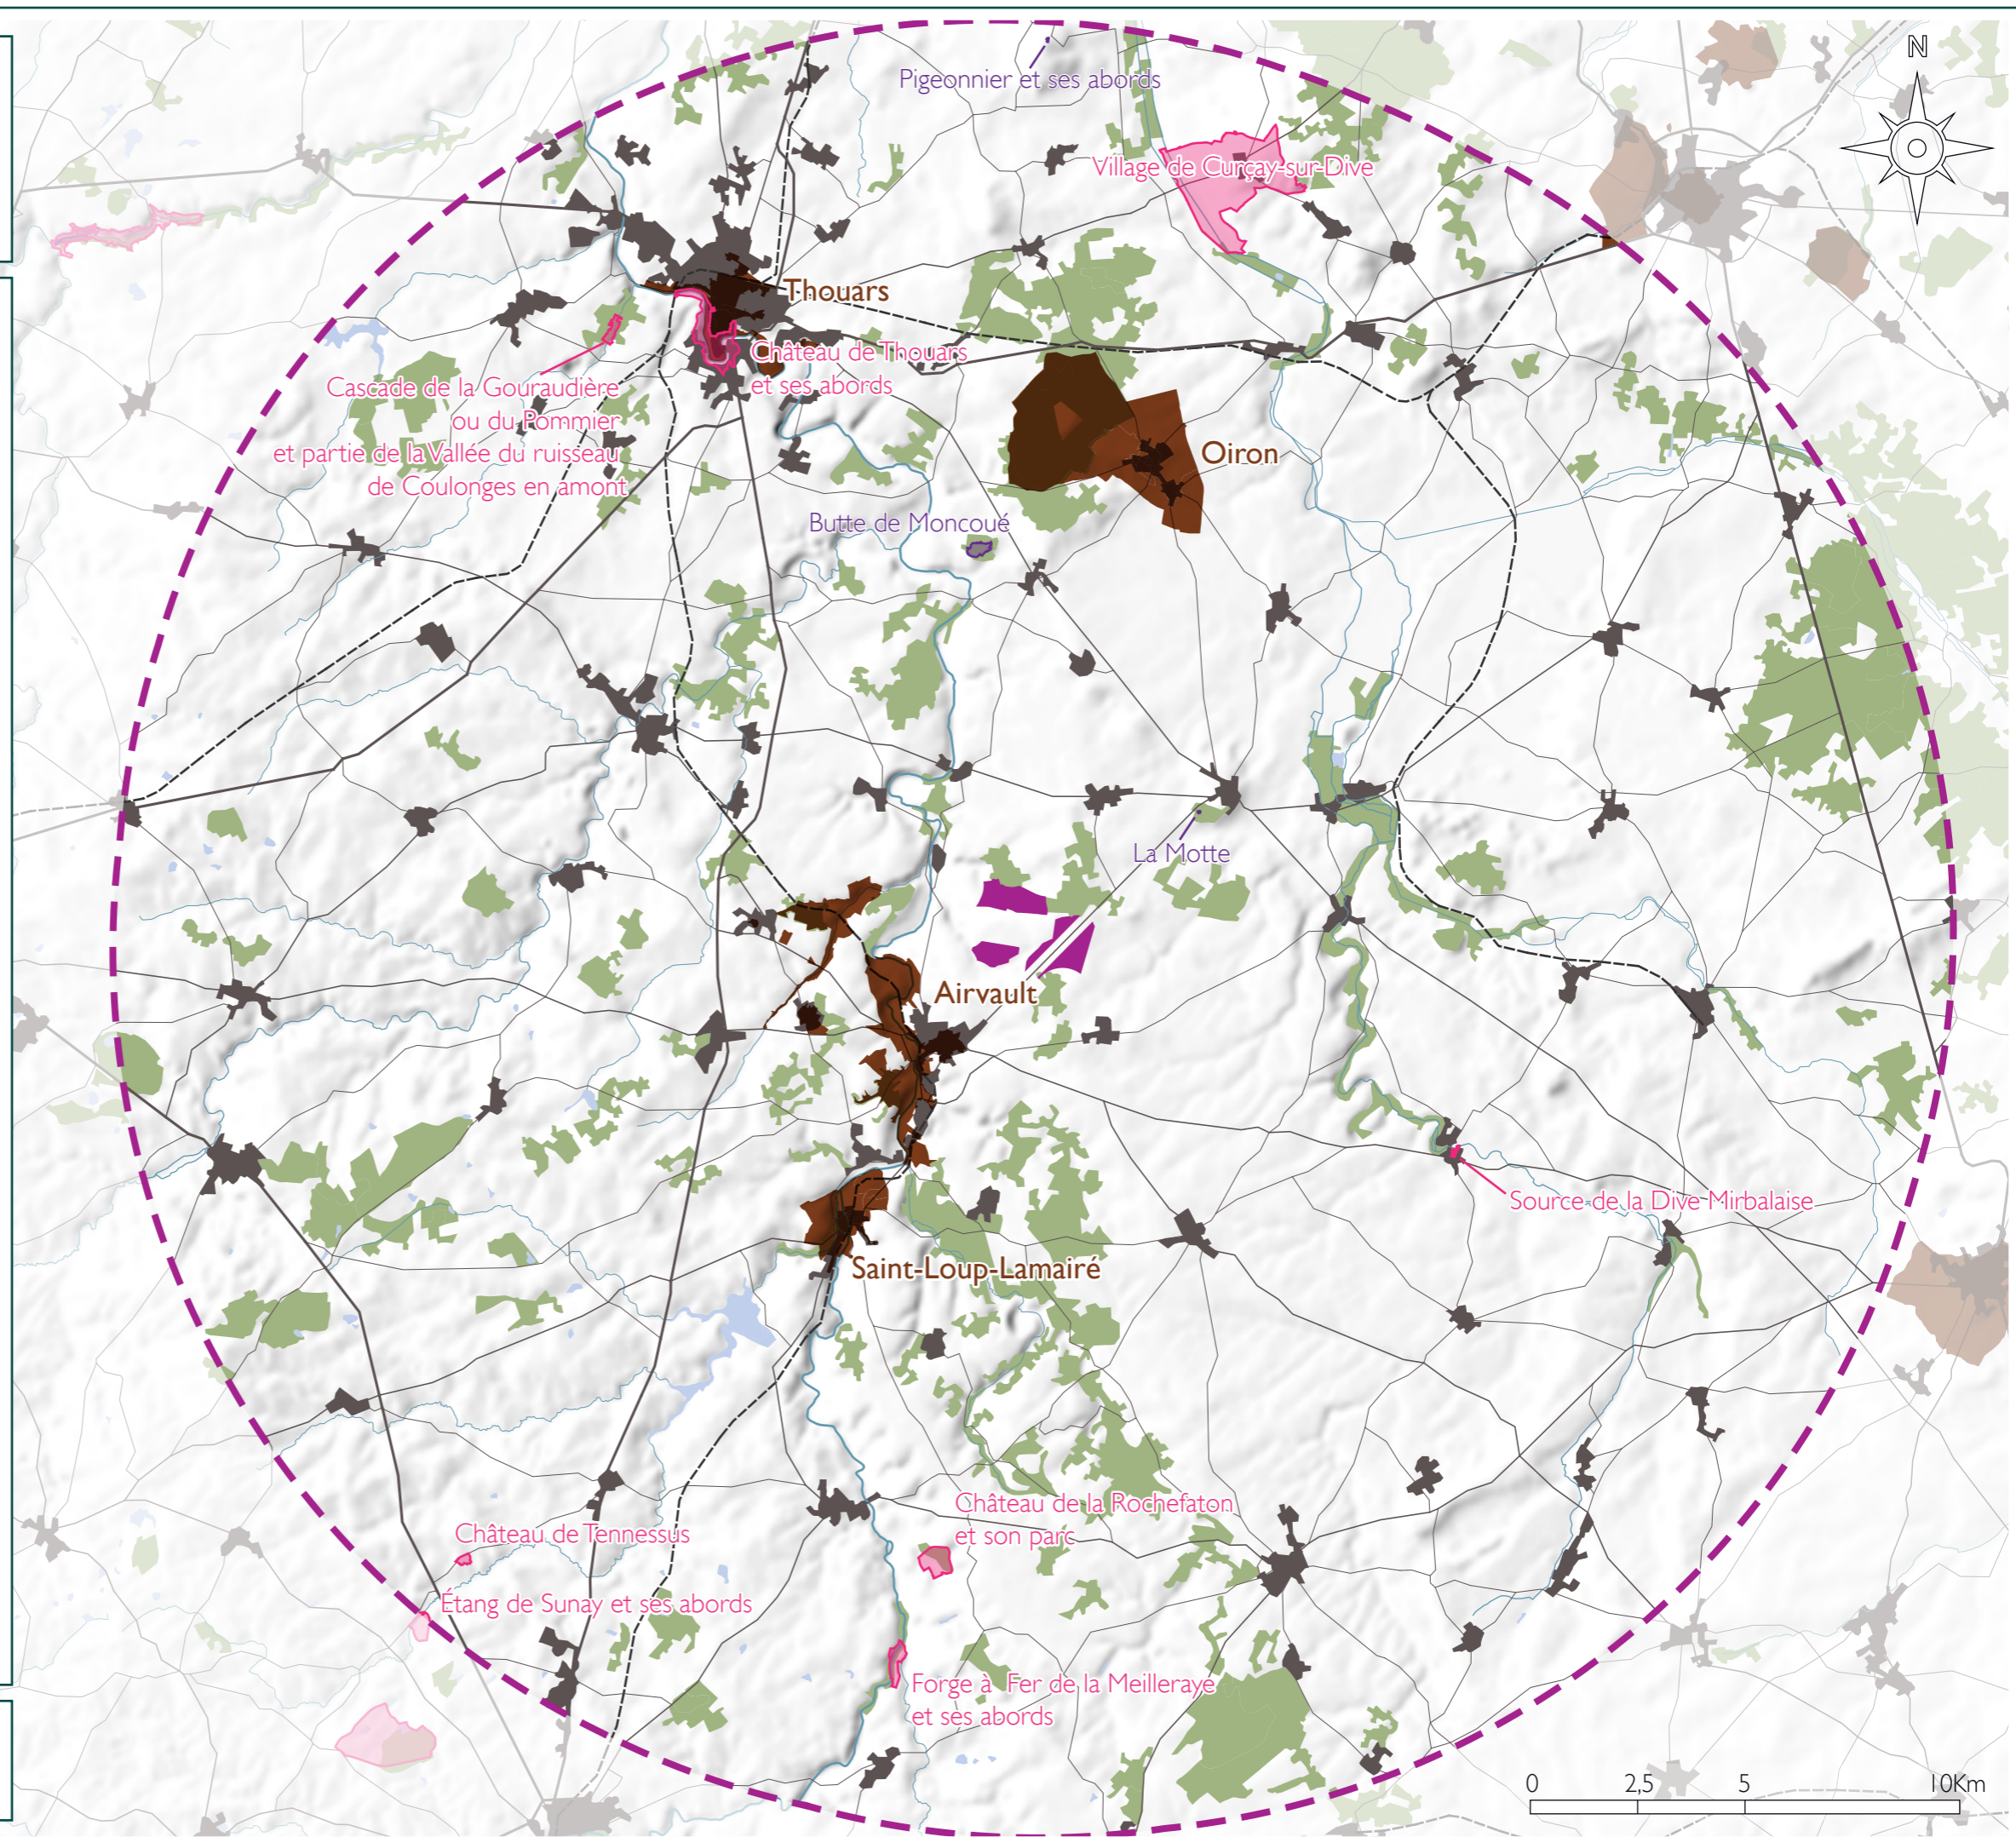 N
Pigeonnier et ses abords
Village de Curçay-sur-Dive
Thouars
Château de Thouars
et ses abords
Cascade de la Gouraudière
ou du Pommier
et partie de la Vallée du ruisseau
de Coulonges en amont
Oiron
Butte de Moncoué
La Motte
Airvault
Source de la Dive Mirbalaise
Saint-Loup-Lamairé
Château de la Rochefaton
et son parc
Château de Tennessus
Étang de Sunay et ses abords
Forge à Fer de la Meilleraye
et ses abords
0 2,5 5 10Km